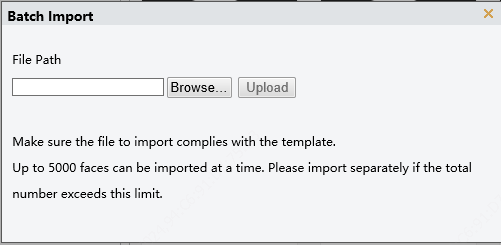 Batch Import
File Path
Browse... Upload
Make sure the file to import complies with the template.
Up to 5000 faces can be imported at a time. Please import separately if the total
number exceeds this limit.